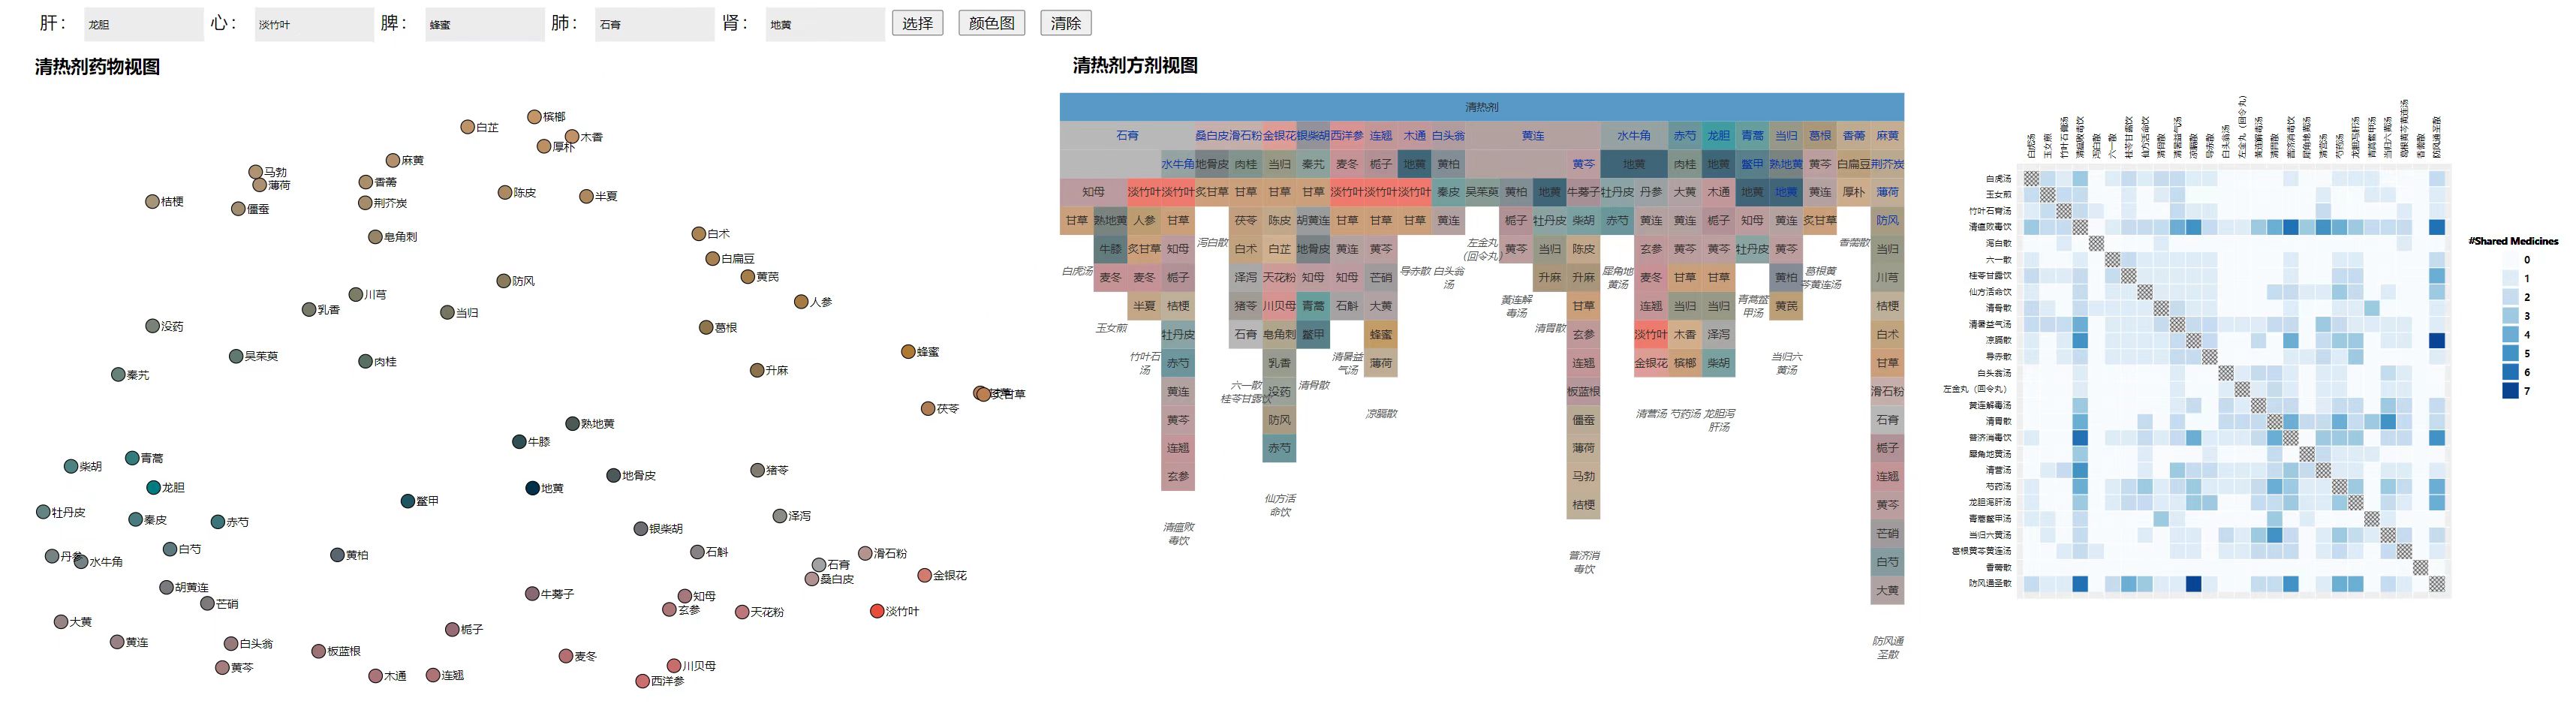 肝： 龙胆 心： 淡竹叶 脾： 蜂蜜 肺： 石膏 肾： 地黄 选择 颜色图 清除
清热剂药物视图
槟榔
白芷
木香
厚朴
麻黄
马勃
薄荷
香薷
陈皮
半夏
桔梗
荆芥炭
僵蚕
白术
皂角刺
白扁豆
黄芪
防风
川芎
人参
乳香
当归
没药
葛根
蜂蜜
吴茱萸
肉桂
升麻
秦艽
炙甘草
茯苓
熟地黄
牛膝
青蒿
柴胡
猪苓
地骨皮
龙胆
地黄
鳖甲
牡丹皮
秦皮
赤芍
泽泻
银柴胡
白芍
石斛
丹参
黄柏
滑石粉
水牛角
石膏
金银花
桑白皮
胡黄连
牛蒡子
知母
芒硝
玄参
天花粉
淡竹叶
大黄
栀子
黄连
白头翁
板蓝根
麦冬
黄芩
川贝母
木通
连翘
西洋参
清热剂方剂视图
清热剂
石膏 桑白皮 滑石粉 金银花 银柴胡 西洋参 连翘 木通 白头翁 黄连 水牛角 赤芍 龙胆 青蒿 当归 葛根 香薷 麻黄
水牛角 地骨皮 肉桂 当归 秦艽 麦冬 栀子 地黄 黄柏 黄芩 地黄 肉桂 地黄 鳖甲 熟地黄 黄芩 白扁豆 荆芥炭
知母 淡竹叶 淡竹叶 炙甘草 甘草 甘草 甘草 淡竹叶 淡竹叶 淡竹叶 秦皮 吴茱萸 黄柏 地黄 牛蒡子 牡丹皮 丹参 大黄 木通 地黄 地黄 黄连 厚朴 薄荷
甘草 熟地黄 人参 甘草 茯苓 陈皮 胡黄连 甘草 甘草 甘草 黄连 栀子 牡丹皮 柴胡 赤芍 黄连 黄连 栀子 知母 黄连 炙甘草 防风
牛膝 炙甘草 知母 泻白散 白术 白芷 地骨皮 黄连 黄芩 左金丸（回令丸） 黄芩 当归 陈皮 玄参 黄芩 黄芩 牡丹皮 黄芩 香薷散 当归
白虎汤 麦冬 麦冬 栀子 泽泻 天花粉 知母 知母 芒硝 导赤散 白头翁汤 升麻 升麻 犀角地黄汤 麦冬 甘草 甘草 黄柏 葛根黄芩黄连汤 川芎
半夏 桔梗 猪苓 川贝母 青蒿 石斛 大黄 黄连解毒汤 甘草 连翘 当归 当归 青蒿鳖甲汤 黄芪 桔梗
玉女煎 牡丹皮 石膏 皂角刺 鳖甲 蜂蜜 清胃散 玄参 淡竹叶 木香 泽泻 白术
竹叶石汤 赤芍 乳香 清暑益气汤 薄荷 连翘 金银花 槟榔 柴胡 当归六黄汤 甘草
黄连 六一散 桂苓甘露饮 没药 清骨散 板蓝根 滑石粉
黄芩 防风 凉膈散 僵蚕 清营汤 芍药汤 龙胆泻肝汤 石膏
连翘 赤芍 薄荷 栀子
玄参 马勃 连翘
仙方活命饮 桔梗 黄芩
清瘟败毒饮 芒硝
普济消毒饮 白芍
大黄
防风通圣散
白虎汤
玉女煎
竹叶石膏汤
清瘟败毒饮
泻白散
六一散
桂苓甘露饮
仙方活命饮
清骨散
清暑益气汤
凉膈散
导赤散
白头翁汤
左金丸（回令丸）
黄连解毒汤
清胃散
普济消毒饮
犀角地黄汤
清营汤
芍药汤
龙胆泻肝汤
青蒿鳖甲汤
当归六黄汤
葛根黄芩黄连汤
香薷散
防风通圣散
白虎汤
玉女煎
竹叶石膏汤
清瘟败毒饮
泻白散
六一散
桂苓甘露饮
仙方活命饮
清骨散
清暑益气汤
凉膈散
导赤散
白头翁汤
左金丸（回令丸）
黄连解毒汤
清胃散
普济消毒饮
犀角地黄汤
清营汤
芍药汤
龙胆泻肝汤
青蒿鳖甲汤
当归六黄汤
葛根黄芩黄连汤
香薷散
防风通圣散
#Shared Medicines
0
1
2
3
4
5
6
7